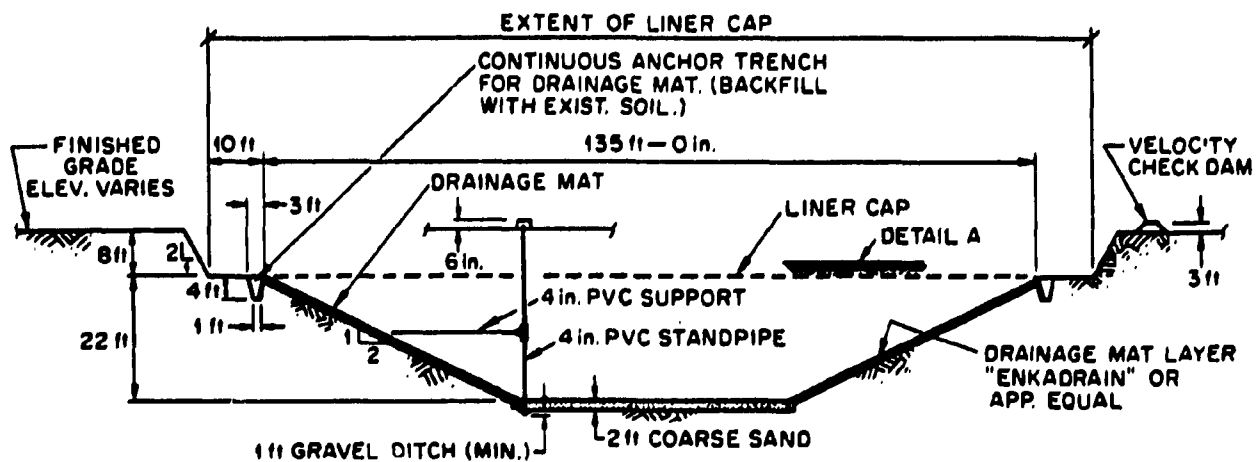 EXTENT OF LINER CAP
CONTINUOUS ANCHOR TRENCH
FOR DRAINAGE MAT. (BACKFILL
WITH EXIST. SOIL.)
FINISHED
GRADE
ELEV. VARIES
10 ft
135 ft—0 in.
VELOC'TY
CHECK DAM
DRAINAGE MAT
3 ft
LINER CAP
DETAIL A
8 ft
2
6 in.
3 ft
4 ft
4 in. PVC SUPPORT
1 ft
22 ft
1
2
4 in. PVC STANDPIPE
DRAINAGE MAT LAYER
"ENKADRAIN" OR
APP. EQUAL
1 ft GRAVEL DITCH (MIN.)
2 ft COARSE SAND